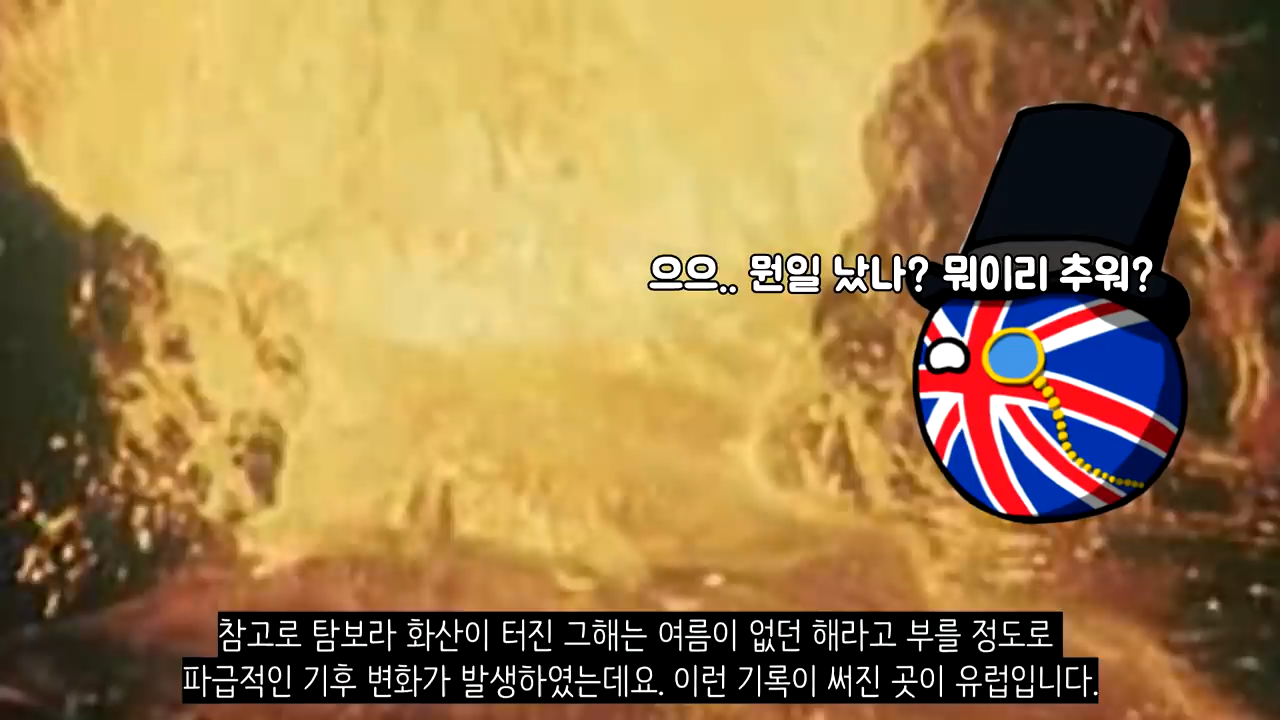 으으.. 뭔일 났나? 뭐이리 추워?
참고로 탐보라 화산이 터진 그해는 여름이 없던 해라고 부를 정도로
파급적인 기후 변화가 발생하였는데요. 이런 기록이 써진 곳이 유럽입니다.